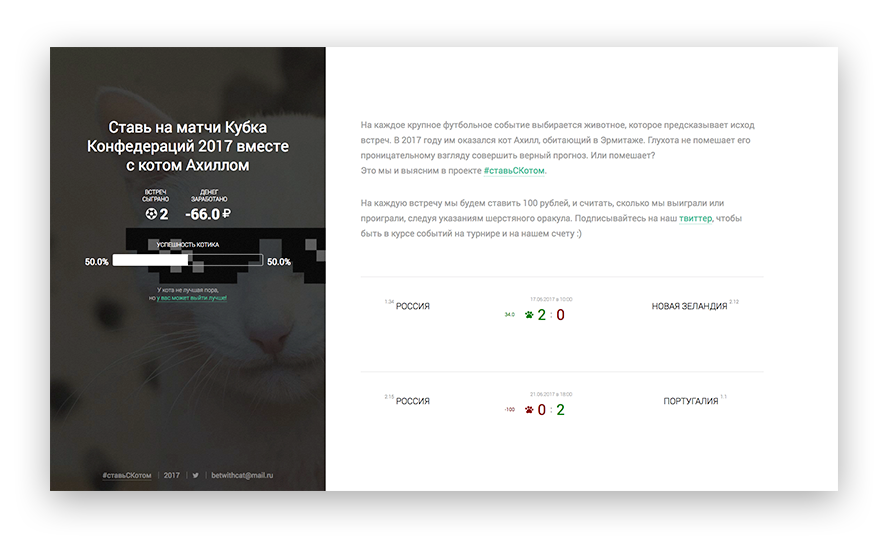 Ставь на матчи Кубка
Конфедераций 2017 вместе
с котом Ахиллом
ВСТРЕЧ
СЫГРАНО
2
ДЕНЕГ
ЗАРАБОТАНО
-66.0 ₽
УСПЕШНОСТЬ КОТИКА
50.0% 50.0%
У кота не лучшая пора,
но у вас может выйти лучше!
#ставьСКотом | 2017 | | betwithcat@mail.ru
На каждое крупное футбольное событие выбирается животное, которое предсказывает исход
встреч. В 2017 году им оказался кот Ахилл, обитающий в Эрмитаже. Глухота не помешает его
проницательному взгляду совершить верный прогноз. Или помешает?
Это мы и выясним в проекте #ставьСКотом.
На каждую встречу мы будем ставить 100 рублей, и считать, сколько мы выиграли или
проиграли, следуя указаниям шерстяного оракула. Подписывайтесь на наш твиттер, чтобы
быть в курсе событий на турнире и на нашем счету :)
17.06.2017 в 18:00
1.34 РОССИЯ 34.0 2 : 0 НОВАЯ ЗЕЛАНДИЯ
21.06.2017 в 18:00
РОССИЯ -100 0 : 2 ПОРТУГАЛИЯ